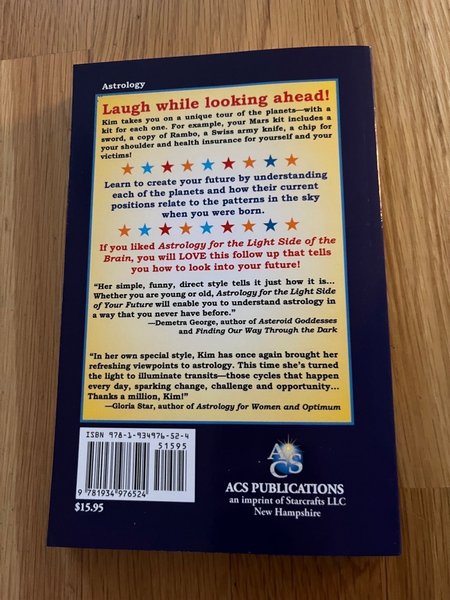 Astrology
Laugh while looking ahead!
Kim takes you on a unique tour of the planets—with a
kit for each one. For example, your Mars kit includes a
sword, a copy of Rambo, a Swiss army knife, a chip for
your shoulder and health insurance for yourself and your
victims!
Learn to create your future by understanding
each of the planets and how their current
positions relate to the patterns in the sky
when you were born.
If you liked Astrology for the Light Side of the
Brain, you will LOVE this follow up that tells
you how to look into your future!
"Her simple, funny, direct style tells it just how it is...
Whether you are young or old, Astrology for the Light Side
of Your Future will enable you to understand astrology in
a way that you never have before."
—Demetra George, author of Asteroid Goddesses
and Finding Our Way Through the Dark
"In her own special style, Kim has once again brought her
refreshing viewpoints to astrology. This time she's turned
the light to illuminate transits—those cycles that happen
every day, sparking change, challenge and opportunity...
Thanks a million, Kim!"
—Gloria Star, author of Astrology for Women and Optimum
ISBN 978-1-934976-52-4
51595
9 781934 976524
$15.95
ACS
ACS PUBLICATIONS
an imprint of Starcrafts LLC
New Hampshire